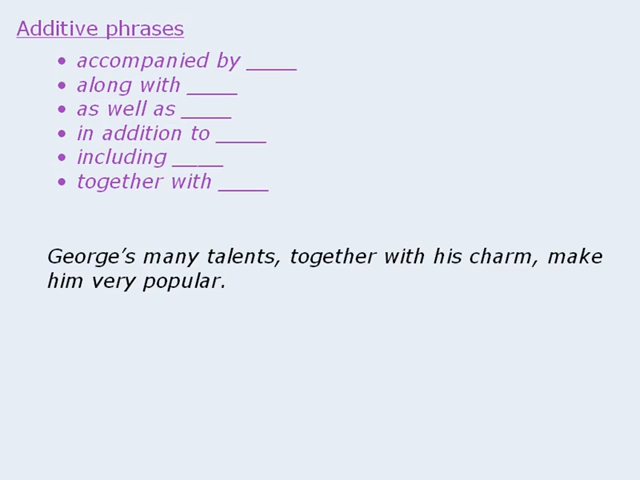 Additive phrases
• accompanied by _____
• along with _____
• as well as _____
• in addition to _____
• including _____
• together with _____
George’s many talents, together with his charm, make
him very popular.